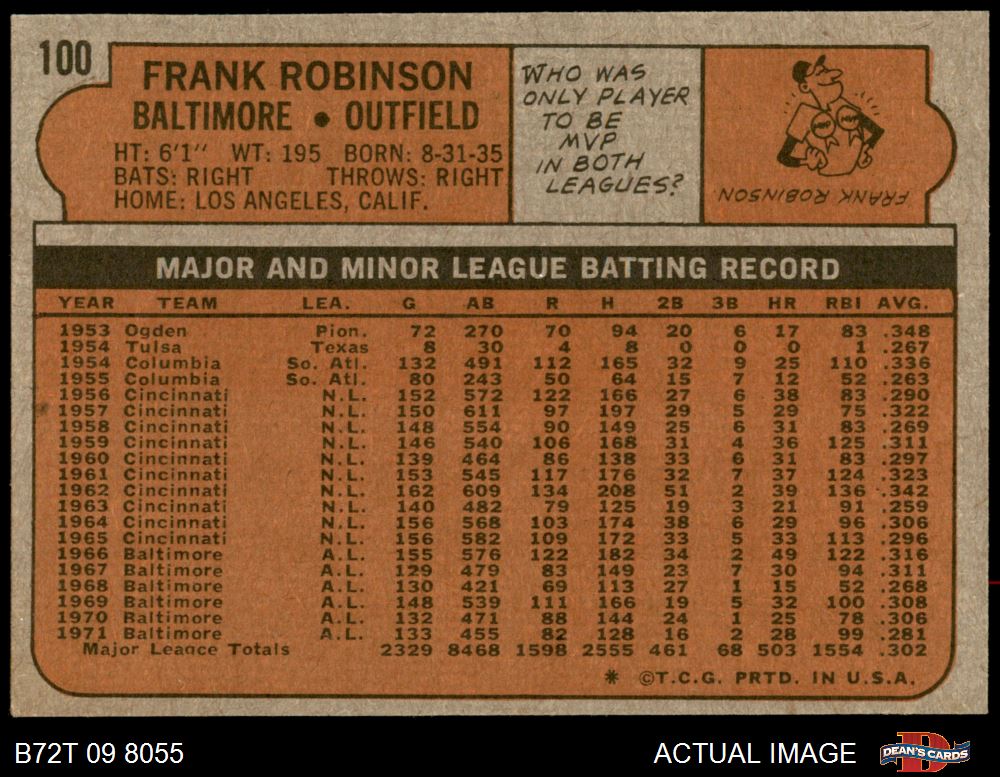 100
FRANK ROBINSON
BALTIMORE • OUTFIELD
HT: 6'1" WT: 195 BORN: 8-31-35
BATS: RIGHT THROWS: RIGHT
HOME: LOS ANGELES, CALIF.
WHO WAS
ONLY PLAYER
TO BE
MVP
IN BOTH
LEAGUES?
MVP MVP
FRANK ROBINSON
MAJOR AND MINOR LEAGUE BATTING RECORD
YEAR TEAM LEA. G AB R H 2B 3B HR RBI AVG.
1953 Ogden Pion. 72 270 70 94 20 6 17 83 .348
1954 Tulsa Texas 8 30 4 8 0 0 0 1 .267
1954 Columbia So. Atl. 132 491 112 165 32 9 25 110 .336
1955 Columbia So. Atl. 80 243 50 64 15 7 12 52 .263
1956 Cincinnati N.L. 152 572 122 166 27 6 38 83 .290
1957 Cincinnati N.L. 150 611 97 197 29 5 29 75 .322
1958 Cincinnati N.L. 148 554 90 149 25 6 31 83 .269
1959 Cincinnati N.L. 146 540 106 168 31 4 36 125 .311
1960 Cincinnati N.L. 139 464 86 138 33 6 31 83 .297
1961 Cincinnati N.L. 153 545 117 176 32 7 37 124 .323
1962 Cincinnati N.L. 162 609 134 208 51 2 39 136 .342
1963 Cincinnati N.L. 140 482 79 125 19 3 21 91 .259
1964 Cincinnati N.L. 156 568 103 174 38 6 29 96 .306
1965 Cincinnati N.L. 156 582 109 172 33 5 33 113 .296
1966 Baltimore A.L. 155 576 122 182 34 2 49 122 .316
1967 Baltimore A.L. 129 479 83 149 23 7 30 94 .311
1968 Baltimore A.L. 130 421 69 113 27 1 15 52 .268
1969 Baltimore A.L. 148 539 111 166 19 5 32 100 .308
1970 Baltimore A.L. 132 471 88 144 24 1 25 78 .306
1971 Baltimore A.L. 133 455 82 128 16 2 28 99 .281
Major League Totals 2329 8468 1598 2555 461 68 503 1554 .302
* ©T.C.G. PRTD. IN U.S.A.
B72T 09 8055
ACTUAL IMAGE
DEAN'S CARDS